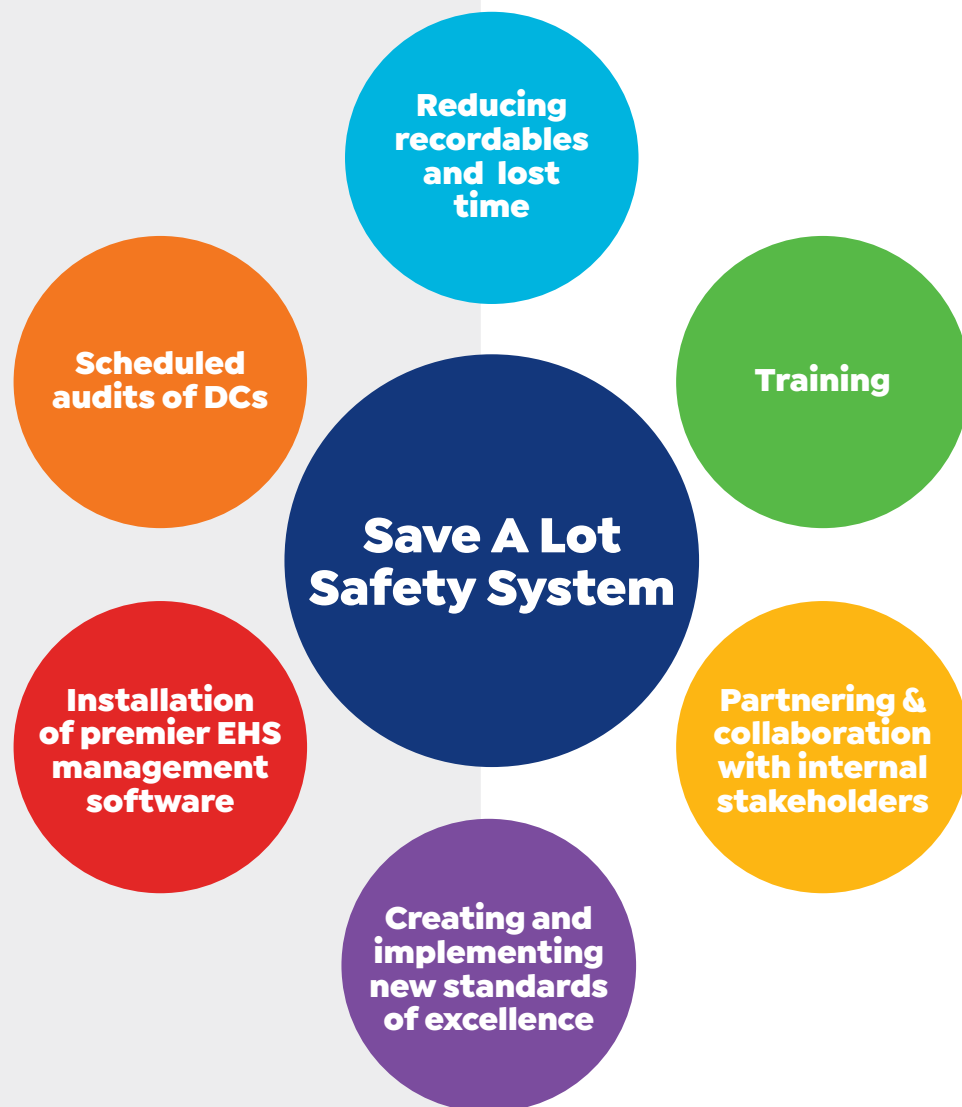 Reducing
recordables
and lost
time
Scheduled
audits of DCs
Training
Save A Lot
Safety System
Installation
of premier EHS
management
software
Partnering &
collaboration
with internal
stakeholders
Creating and
implementing
new standards
of excellence